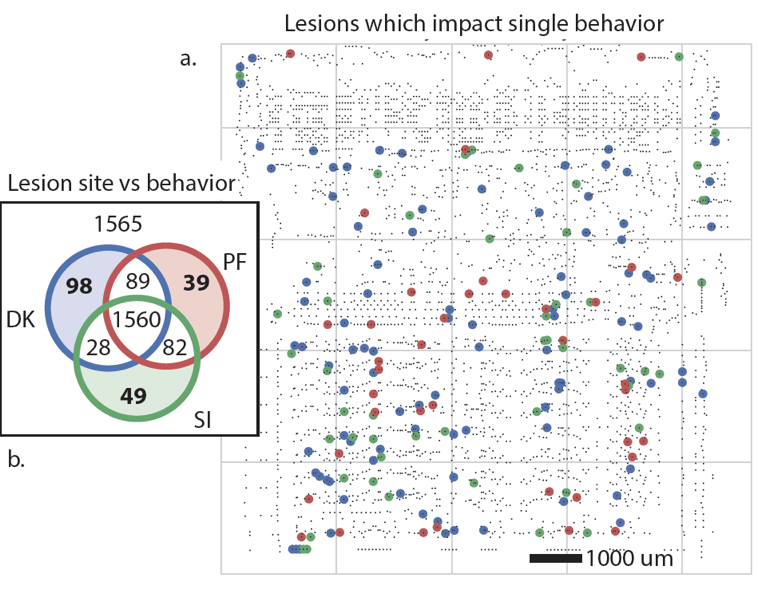 Lesions which impact single behavior
a.
Lesion site vs behavior
1565
PF
98
89
39
DK
1560
28
82
49
SI
b.
1000 um